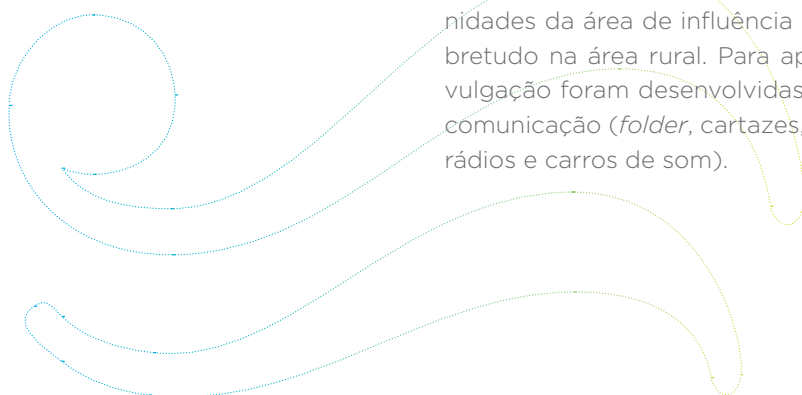 nidades da área de influência
bretudo na área rural. Para ap
vulgação foram desenvolvidas
comunicação (folder, cartazes,
rádios e carros de som).